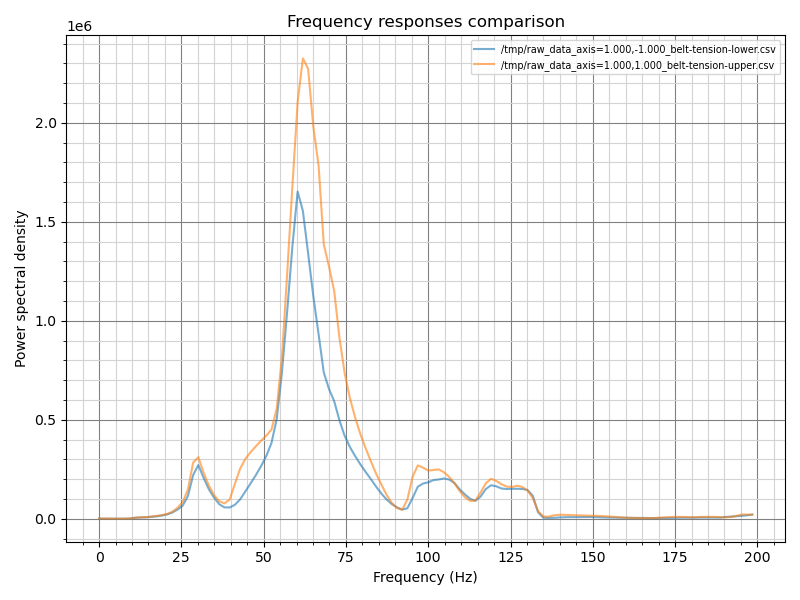 Frequency responses comparison
1e6
/tmp/raw_data_axis=1.000,-1.000_belt-tension-lower.csv
/tmp/raw_data_axis=1.000,1.000_belt-tension-upper.csv
2.0
1.5
1.0
0.5
0.0
Power spectral density
0 25 50 75 100 125 150 175 200
Frequency (Hz)